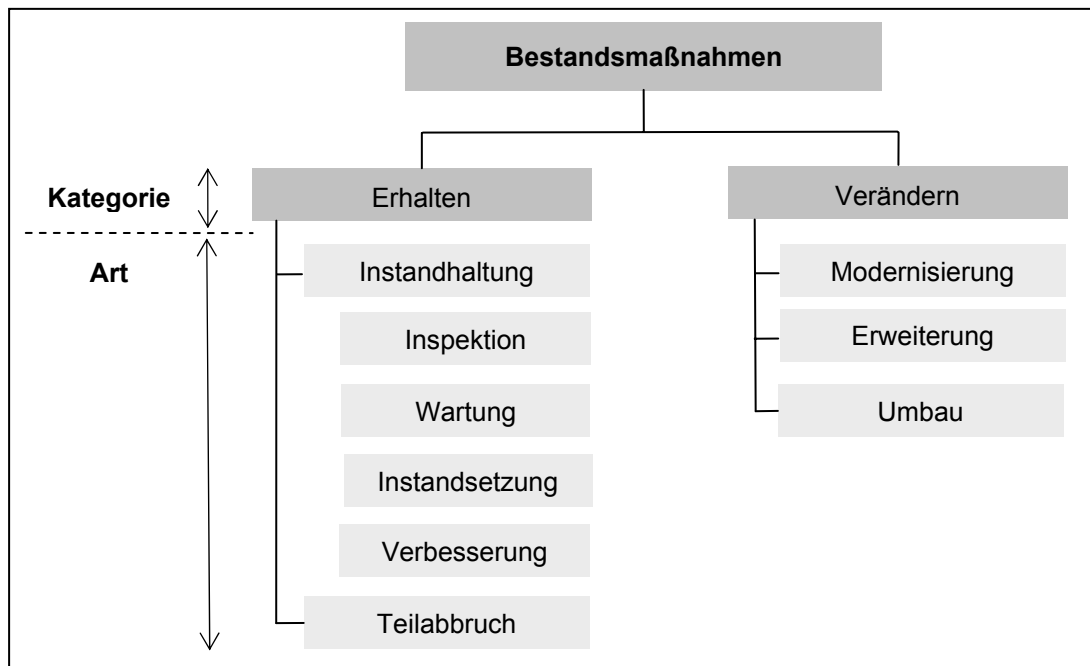 Bestandsmaßnahmen
Kategorie
Erhalten
Verändern
Art
Instandhaltung
Inspektion
Wartung
Instandsetzung
Verbesserung
Teilabbruch
Modernisierung
Erweiterung
Umbau